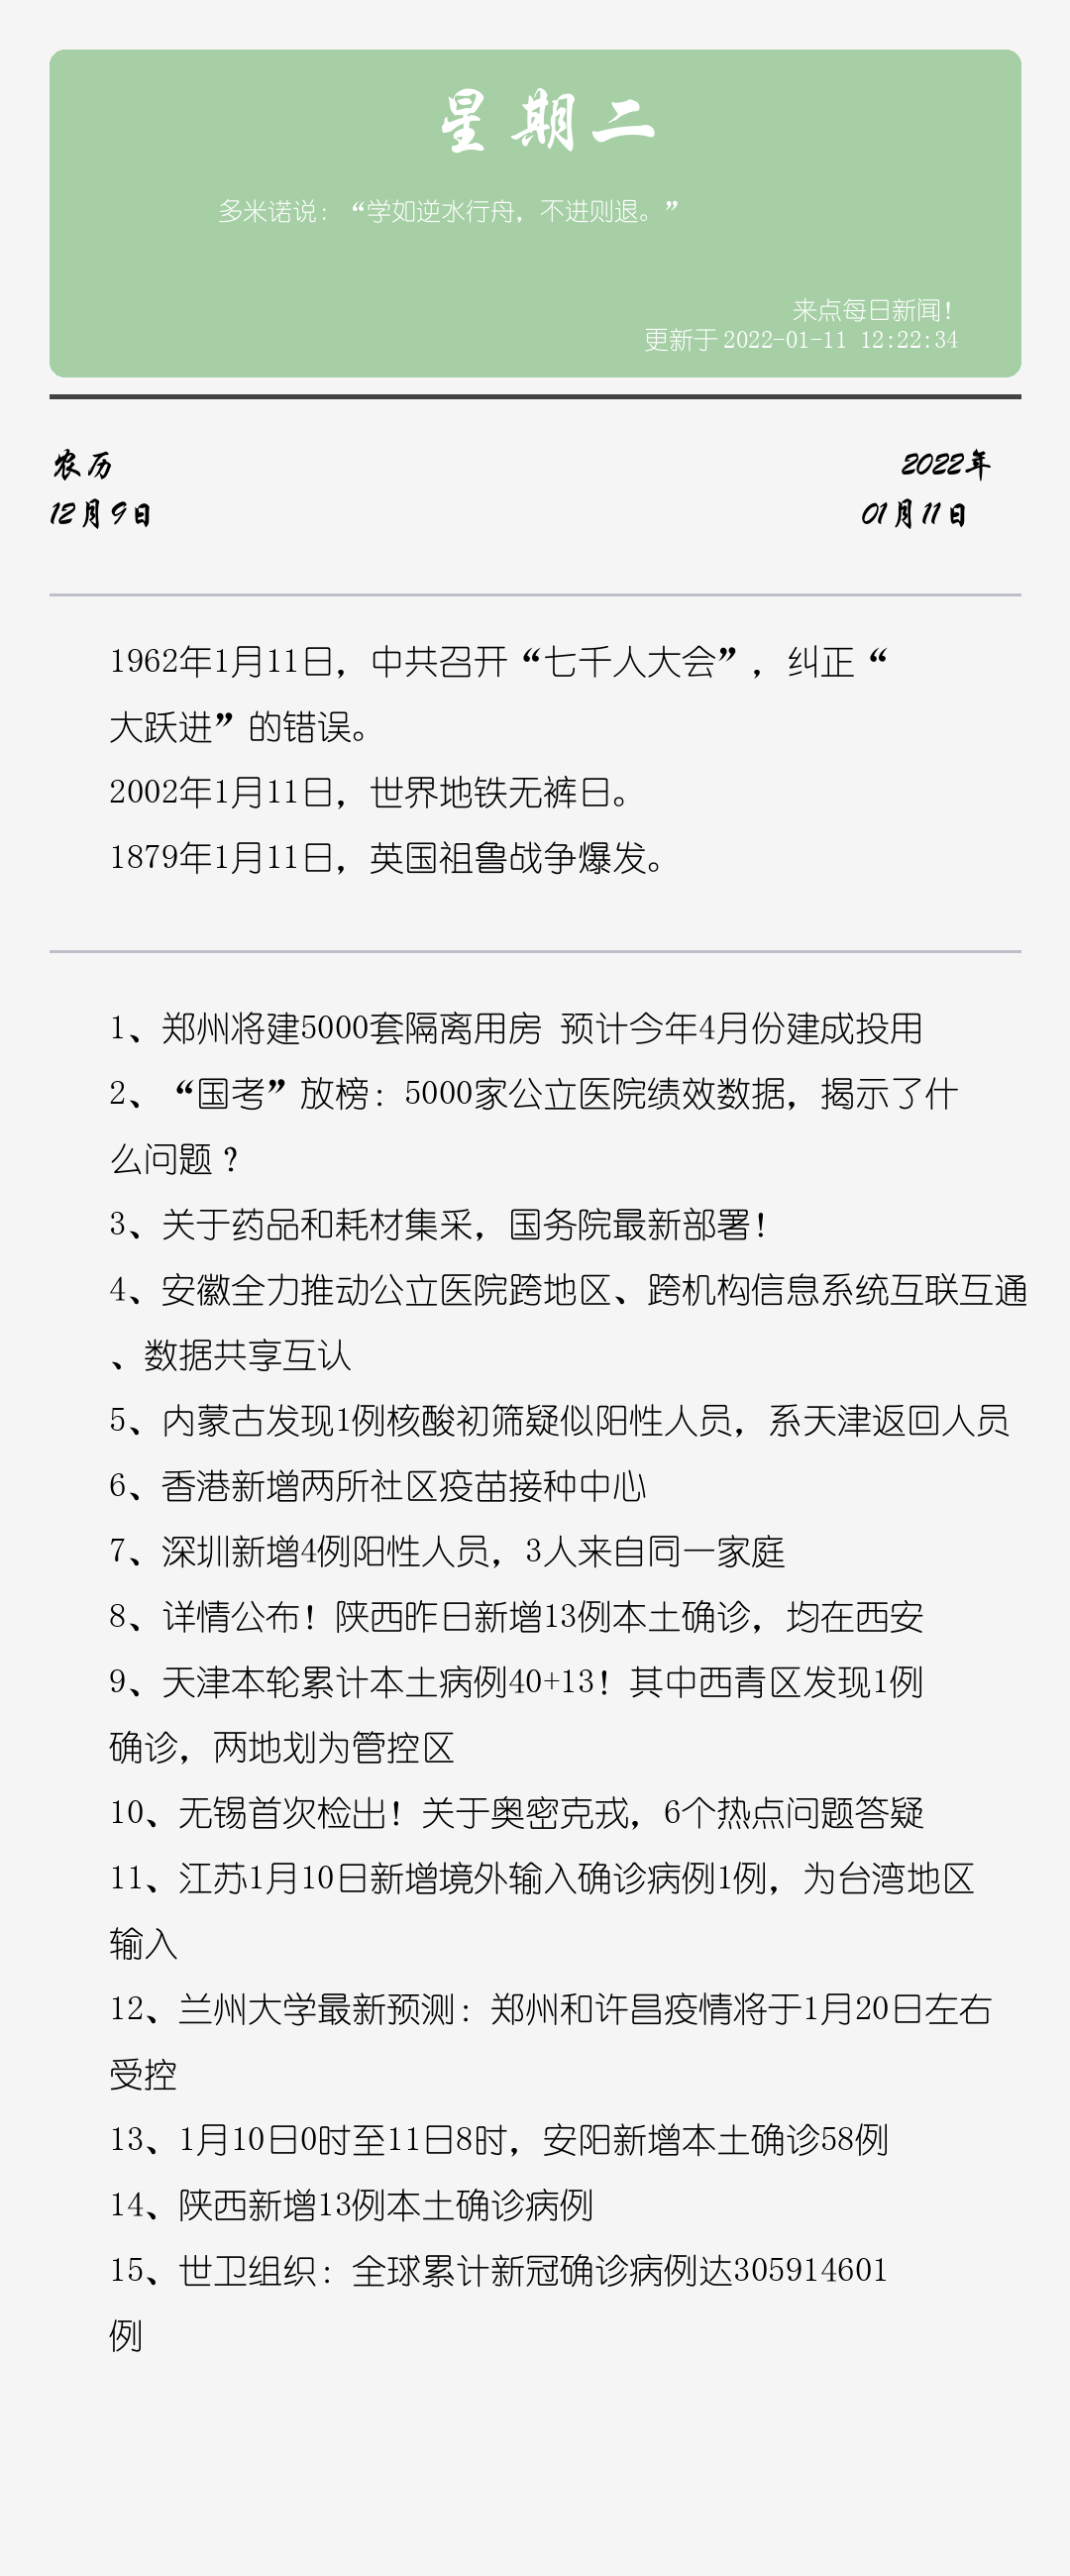 星期二
多米诺说：“学如逆水行舟，不进则退。”
来点每日新闻！
更新于2022-01-11 12:22:34
农历
2022年
12月9日
01月11日
1962年1月11日，中共召开“七千人大会”，纠正“
大跃进”的错误。
2002年1月11日，世界地铁无裤日。
1879年1月11日，英国祖鲁战争爆发。
1、郑州将建5000套隔离用房 预计今年4月份建成投用
2、“国考”放榜：5000家公立医院绩效数据，揭示了什
么问题？
3、关于药品和耗材集采，国务院最新部署！
4、安徽全力推动公立医院跨地区、跨机构信息系统互联互通
、数据共享互认
5、内蒙古发现1例核酸初筛疑似阳性人员，系天津返回人员
6、香港新增两所社区疫苗接种中心
7、深圳新增4例阳性人员，3人来自同一家庭
8、详情公布！陕西昨日新增13例本土确诊，均在西安
9、天津本轮累计本土病例40+13！其中西青区发现1例
确诊，两地划为管控区
10、无锡首次检出！关于奥密克戎，6个热点问题答疑
11、江苏1月10日新增境外输入确诊病例1例，为台湾地区
输入
12、兰州大学最新预测：郑州和许昌疫情将于1月20日左右
受控
13、1月10日0时至11日8时，安阳新增本土确诊58例
14、陕西新增13例本土确诊病例
15、世卫组织：全球累计新冠确诊病例达305914601
例